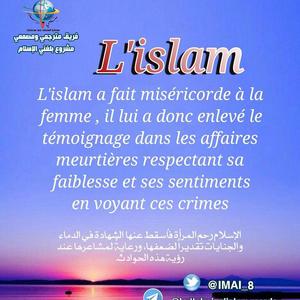 فريق مترجمي ومصممي
مشروع بلغني الإسلام
L'islam
L'islam a fait miséricorde à la
femme , il lui a donc enlevé le
témoignage dans les affaires
meurtières respectant sa
faiblesse et ses sentiments
en voyant ces crimes
الإسلام رحم المرأة فأسقط عنها الشهادة في الدماء
والجنايات تقديرا لضعفها، ورعاية لمشاعرها عند
رؤية هذه الحوادث.
@IMAI_8